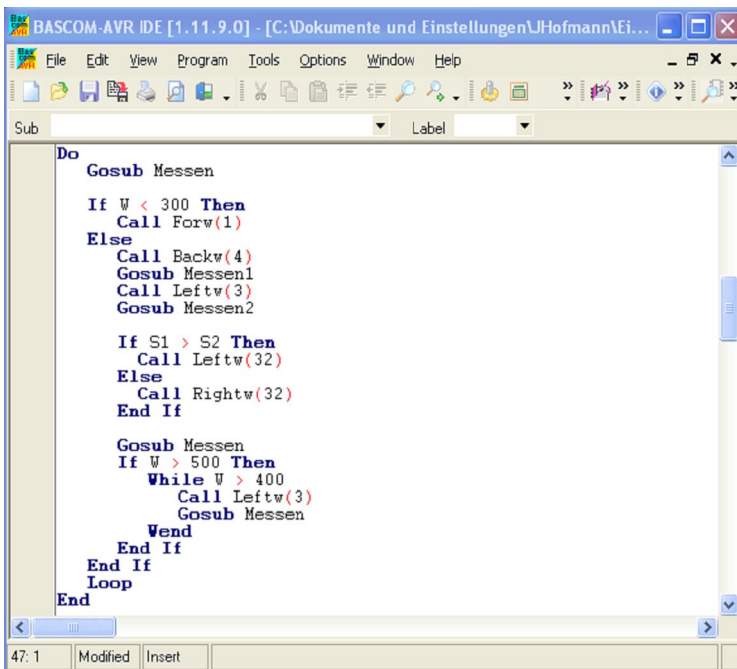 BASCOM-AVR IDE [1.11.9.0] - [C:\Dokumente und Einstellungen\JHofmann\Ei...
File Edit View Program Tools Options Window Help
Sub Label
Do
Gosub Messen
If W < 300 Then
Call Forw(1)
Else
Call Backw(4)
Gosub Messen1
Call Leftw(3)
Gosub Messen2
If S1 > S2 Then
Call Leftw(32)
Else
Call Rightw(32)
End If
Gosub Messen
If W > 500 Then
While W > 400
Call Leftw(3)
Gosub Messen
Wend
End If
End If
Loop
End
47: 1 Modified Insert